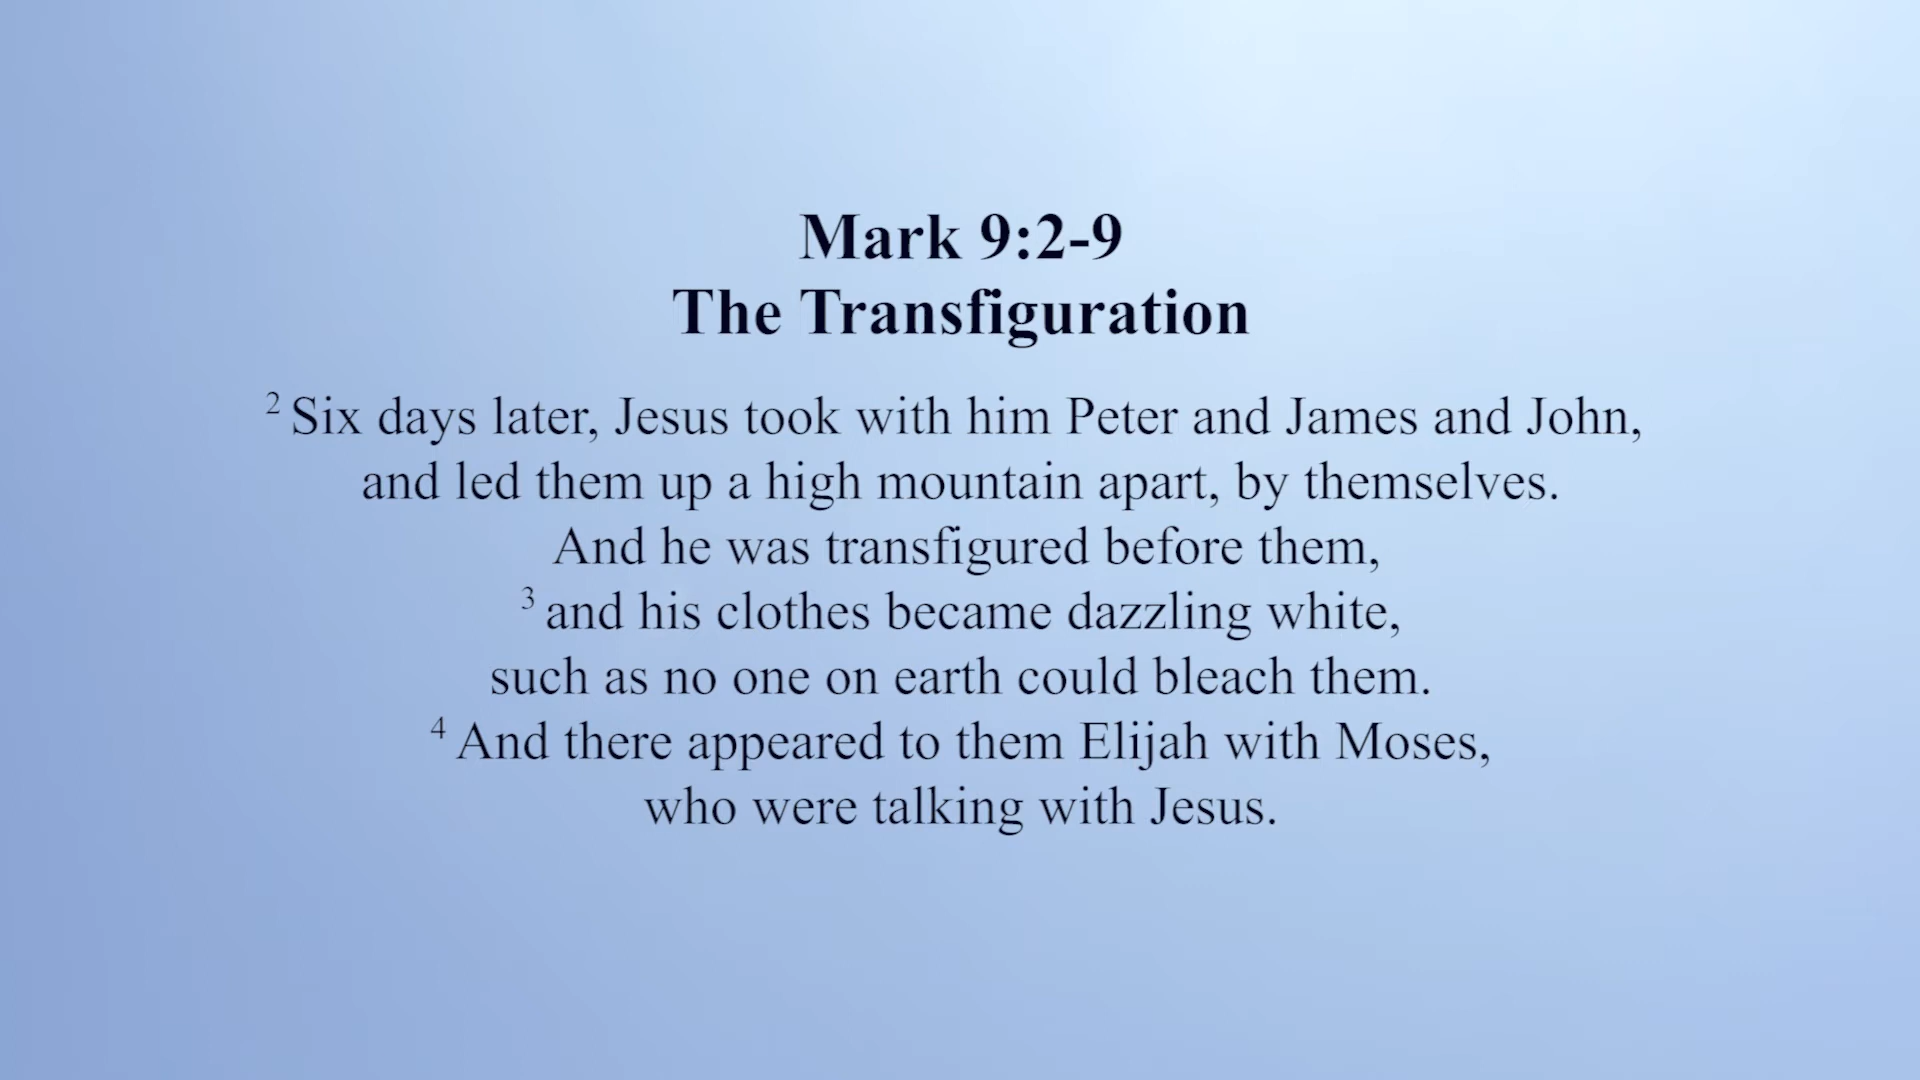 Mark 9:2-9
The Transfiguration
2 Six days later, Jesus took with him Peter and James and John,
and led them up a high mountain apart, by themselves.
And he was transfigured before them,
3 and his clothes became dazzling white,
such as no one on earth could bleach them.
4 And there appeared to them Elijah with Moses,
who were talking with Jesus.